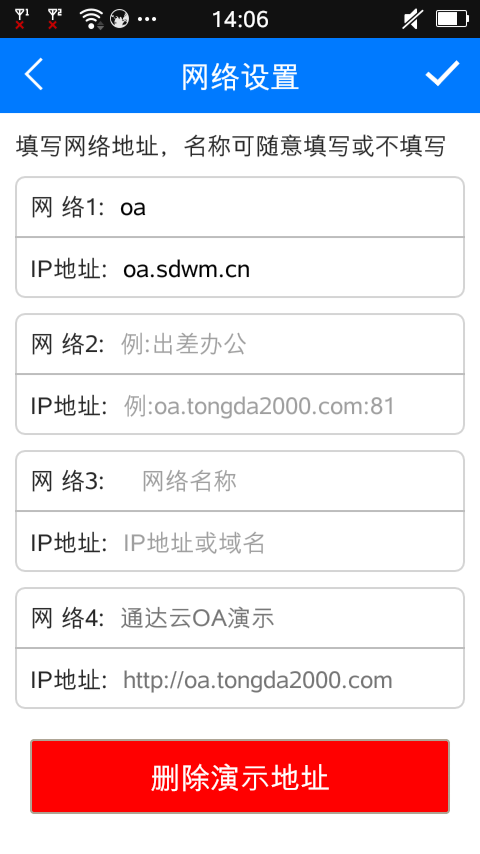 14:06
网络设置
填写网络地址，名称可随意填写或不填写
网 络1: oa
IP地址: oa.sdwm.cn
网 络2: 例:出差办公
IP地址: 例:oa.tongda2000.com:81
网 络3: 网络名称
IP地址: IP地址或域名
网 络4: 通达云OA演示
IP地址: http://oa.tongda2000.com
删除演示地址